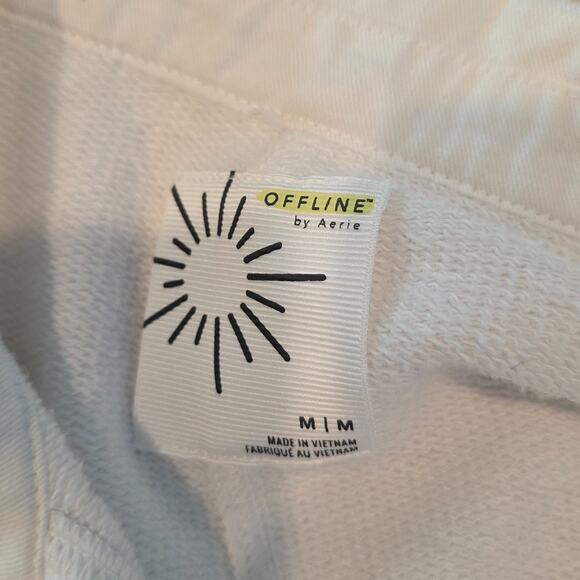 OFFLINE™
by Aerie
M | M
MADE IN VIETNAM
FABRIQUÉ AU VIETNAM